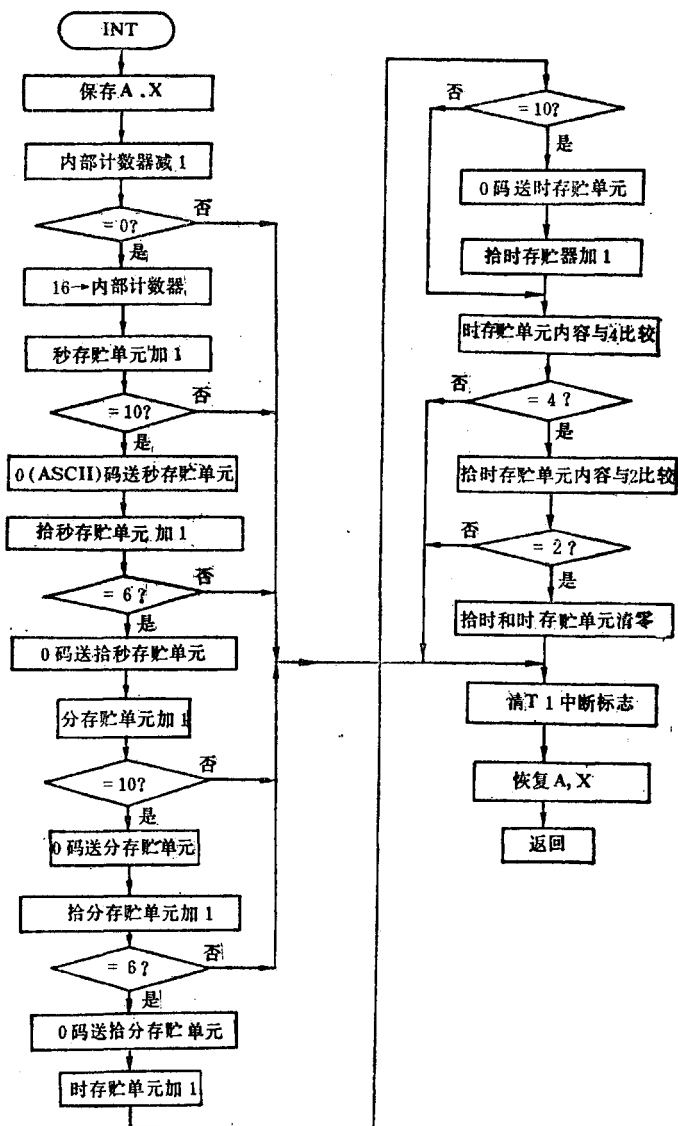 INT
保存A.X
内部计数器减1
=0?
否
是
16→内部计数器
秒存贮单元加1
=10?
否
是
0(ASCII)码送秒存贮单元
拾秒存贮单元加1
=6?
否
是
0码送拾秒存贮单元
分存贮单元加1
=10?
否
是
0码送分存贮单元
拾分存贮单元加1
=6?
否
是
0码送拾分存贮单元
时存贮单元加1
否
=10?
是
0码送时存贮单元
拾时存贮器加1
时存贮单元内容与4比较
否
=4?
是
拾时存贮单元内容与2比较
否
=2?
是
拾时和时存贮单元清零
清T1中断标志
恢复A,X
返回